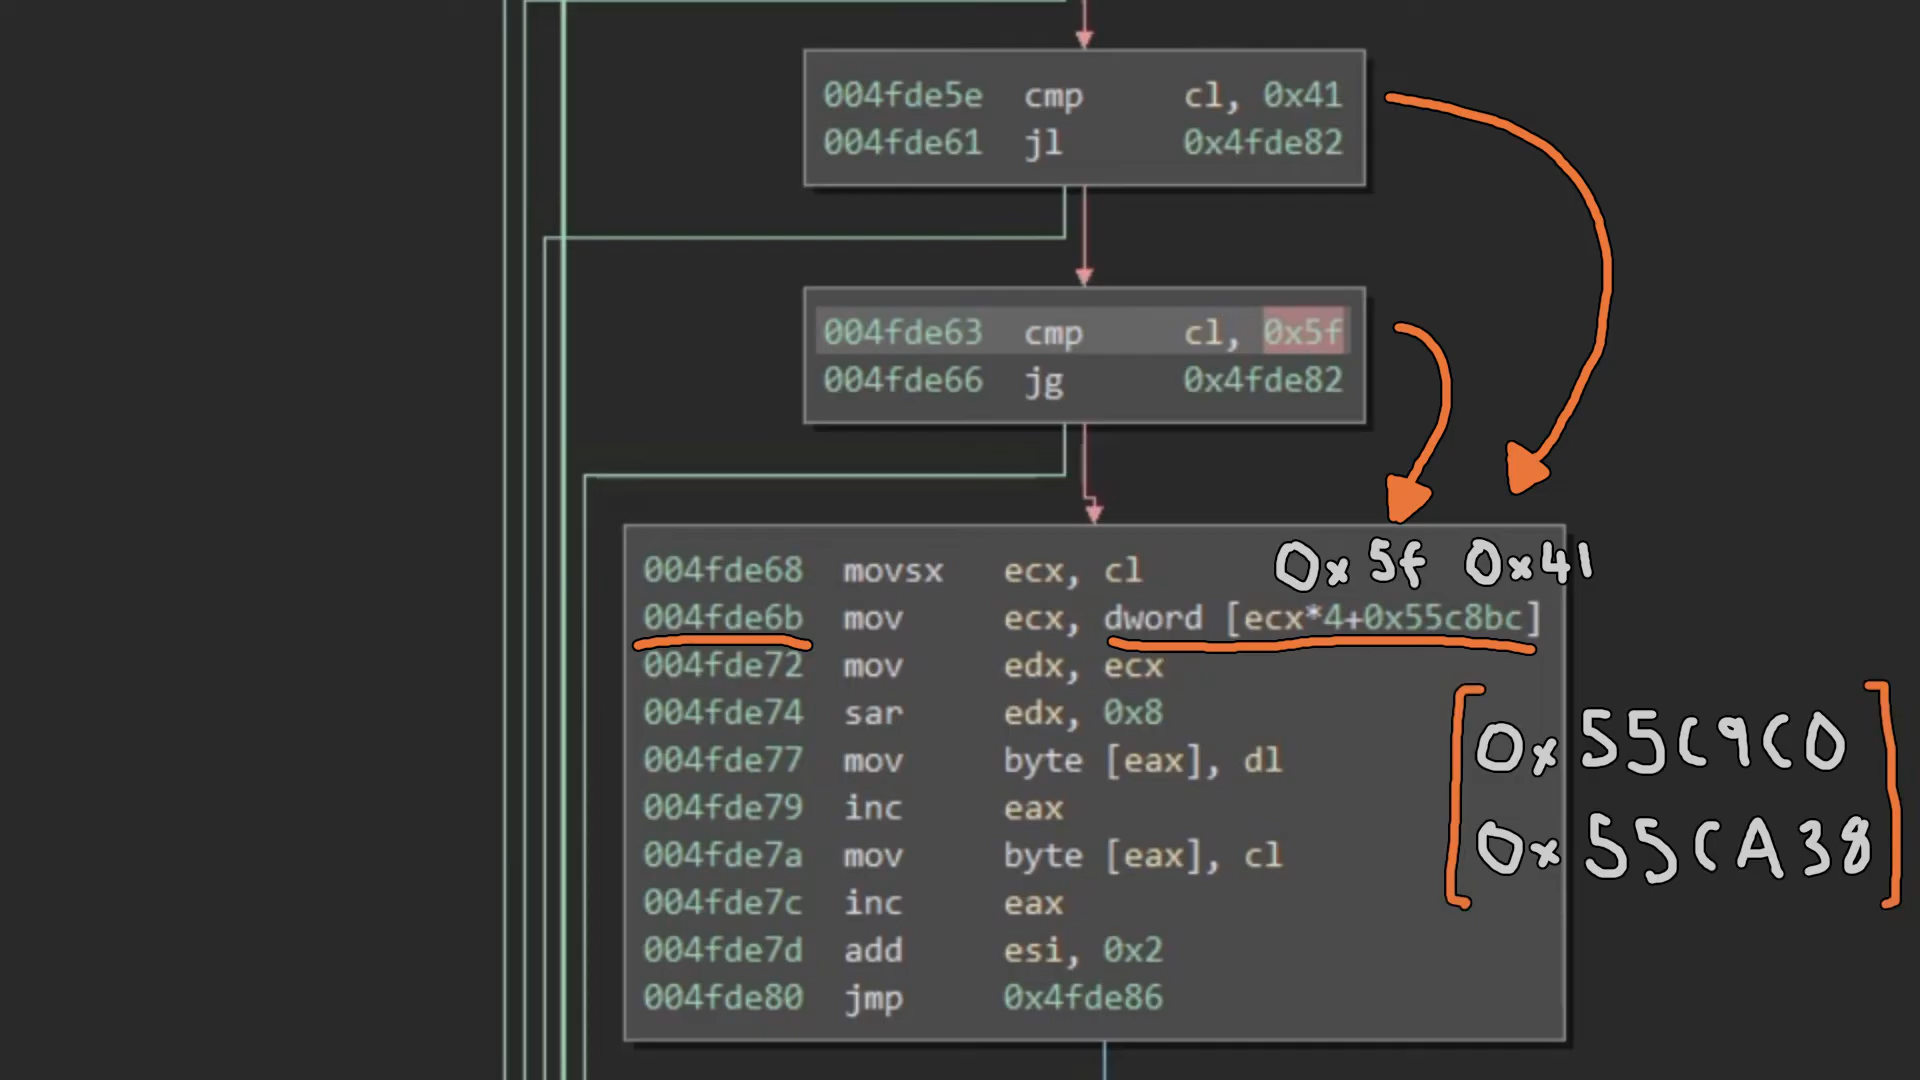 004fde5e cmp cl, 0x41
004fde61 jl 0x4fde82
004fde63 cmp cl, 0x5f
004fde66 jg 0x4fde82
0x5f 0x41
004fde68 movsx ecx, cl
004fde6b mov ecx, dword [ecx*4+0x55c8bc]
004fde72 mov edx, ecx
004fde74 sar edx, 0x8
004fde77 mov byte [eax], dl
004fde79 inc eax
004fde7a mov byte [eax], cl
004fde7c inc eax
004fde7d add esi, 0x2
004fde80 jmp 0x4fde86
0x55C9C0
0x55CA38